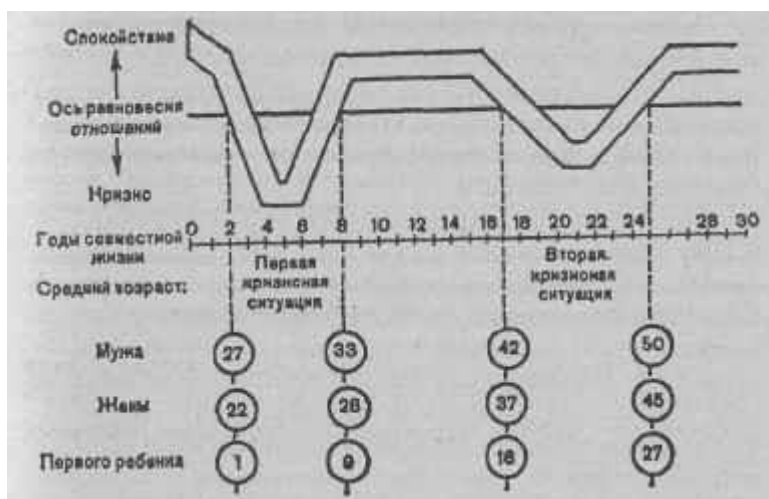 Спокойствие
Ось равновесия
отношений
Кризис
0 2 4 6 8 10 12 14 16 18 20 22 24 28 30
Годы совместной
жизни
Первая
кризисная
ситуация
Вторая
кризисная
ситуация
Средний возраст:
Мужа 27 33 42 50
Жены 22 28 37 45
Первого ребенка 1 9 16 27